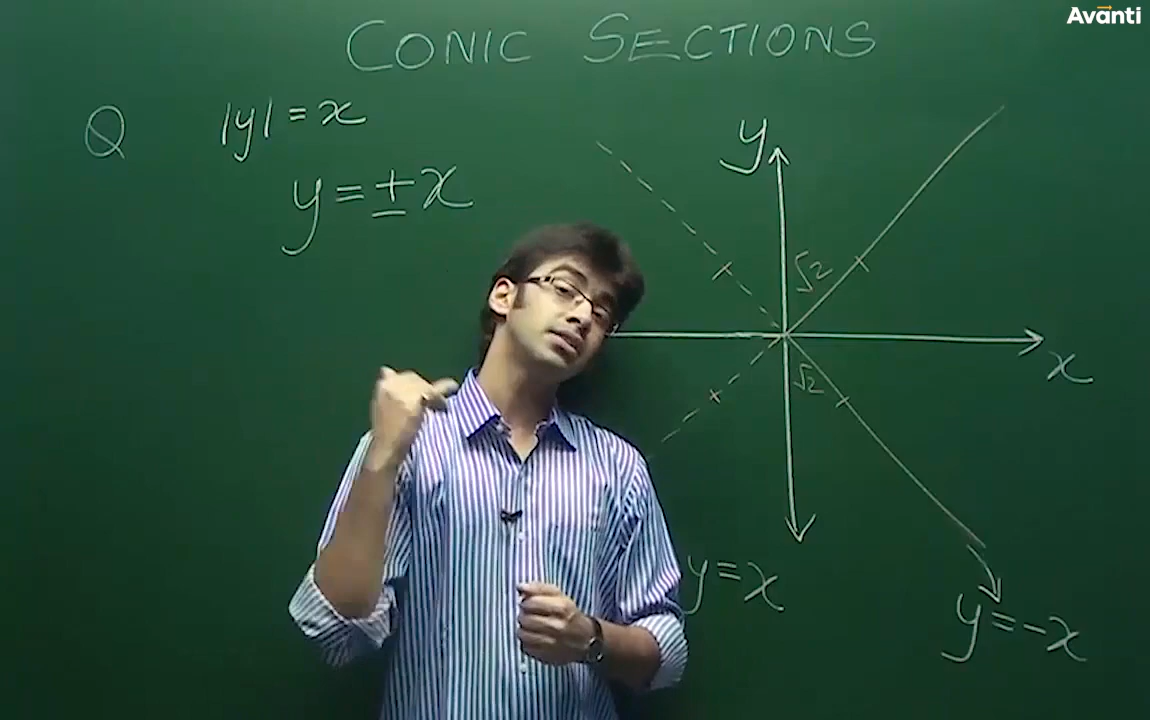 Avanti
CONIC SECTIONS
Q |y| = x
y = ± x
y
√2
x
√2
y = x
y = -x